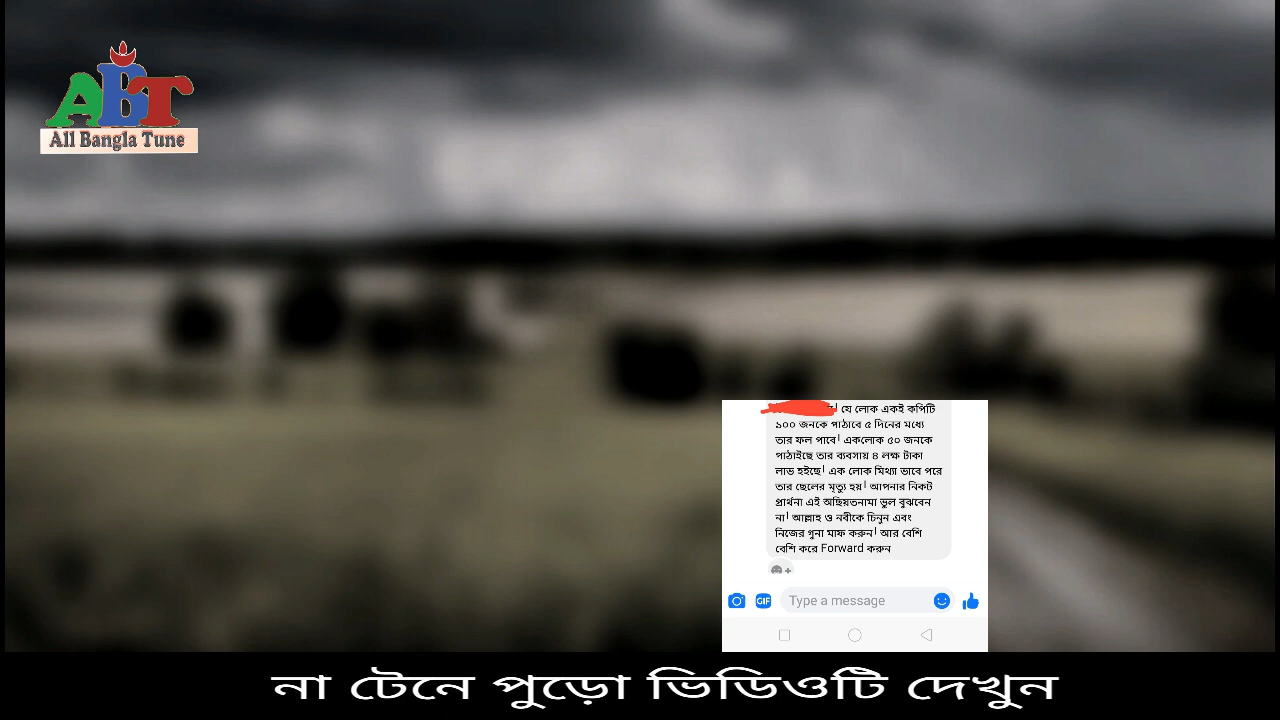 ABT
All Bangla Tune
যে লোক একই কপিটি
১০০ জনকে পাঠাবে ৫ দিনের মধ্যে
তার ফল পাবে। একলোক ৫০ জনকে
পাঠাইছে তার ব্যবসায় ৪ লক্ষ টাকা
লাভ হইছে। এক লোক মিথ্যা ভাবে পরে
তার ছেলের মৃত্যু হয়। আপনার নিকট
প্রার্থনা এই অছিয়তনামা ভুল বুঝবেন
না। আল্লাহ ও নবীকে চিনুন এবং
নিজের গুনা মাফ করুন। আর বেশি
বেশি করে Forward করুন
GIF
Type a message
না টেনে পুড়ো ভিডিওটি দেখুন